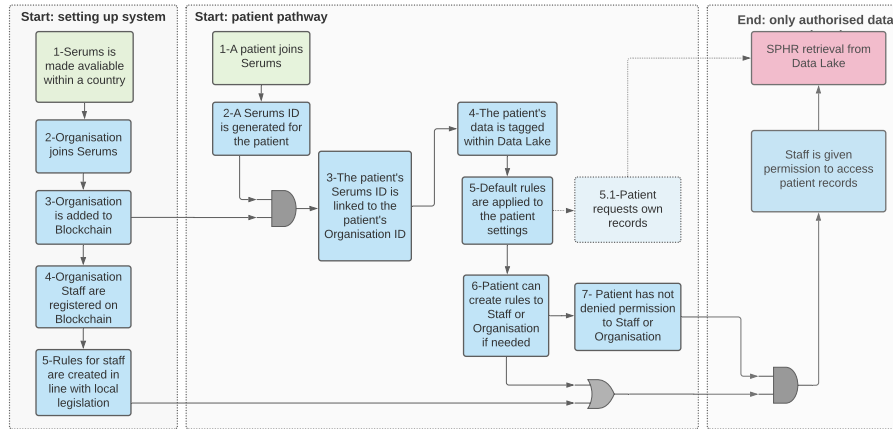 Start: setting up system
1-Serums is
made avaliable
within a country
2-Organisation
joins Serums
3-Organisation
is added to
Blockchain
4-Organisation
Staff are
registered on
Blockchain
5-Rules for staff
are created in
line with local
legislation
Start: patient pathway
1-A patient joins
Serums
2-A Serums ID
is generated for
the patient
3-The patient's
Serums ID is
linked to the
patient's
Organisation ID
4-The patient's
data is tagged
within Data Lake
5-Default rules
are applied to
the patient
settings
5.1-Patient
requests own
records
6-Patient can
create rules to
Staff or
Organisation
if needed
7- Patient has not
denied permission
to Staff or
Organisation
End: only authorised data
SPHR retrieval from
Data Lake
Staff is given
permission to access
patient records